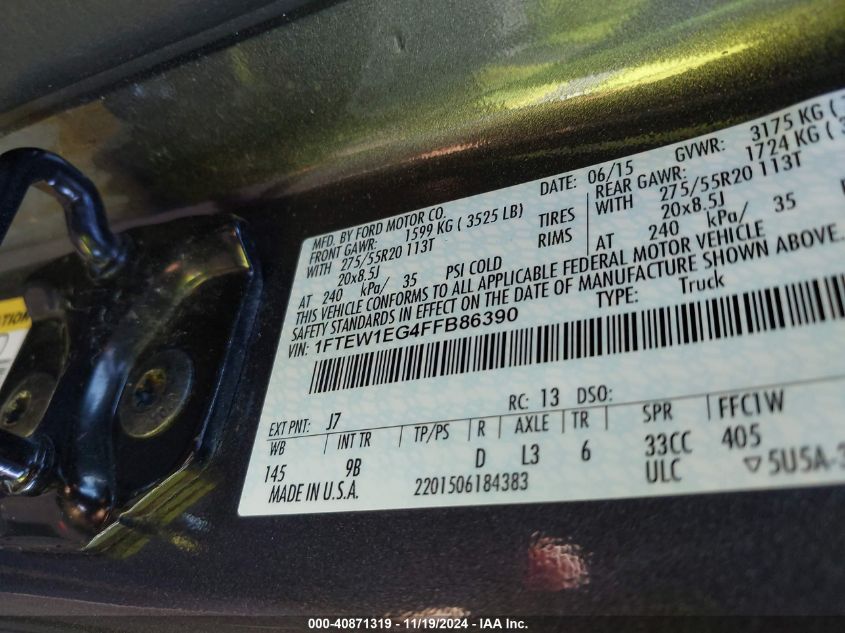 MFD. BY FORD MOTOR CO. DATE: 06/15 GVWR: 3175 KG (
FRONT GAWR: 1599 KG ( 3525 LB) REAR GAWR: 1724 KG (
WITH 275/55R20 113T TIRES WITH 275/55R20 113T
20x8.5J RIMS 20x8.5J
AT 240 kPa/ 35 PSI COLD AT 240 kPa/ 35
THIS VEHICLE CONFORMS TO ALL APPLICABLE FEDERAL MOTOR VEHICLE
SAFETY STANDARDS IN EFFECT ON THE DATE OF MANUFACTURE SHOWN ABOVE.
VIN: 1FTEW1EG4FFB86390 TYPE: Truck
EXT PNT: J7 RC: 13 DSO:
WB INT TR TP/PS R AXLE TR SPR FFC1W
145 9B D L3 6 33CC 405
ULC ▽5U5A-3
MADE IN U.S.A. 2201506184383
000-40871319 - 11/19/2024 - IAA Inc.